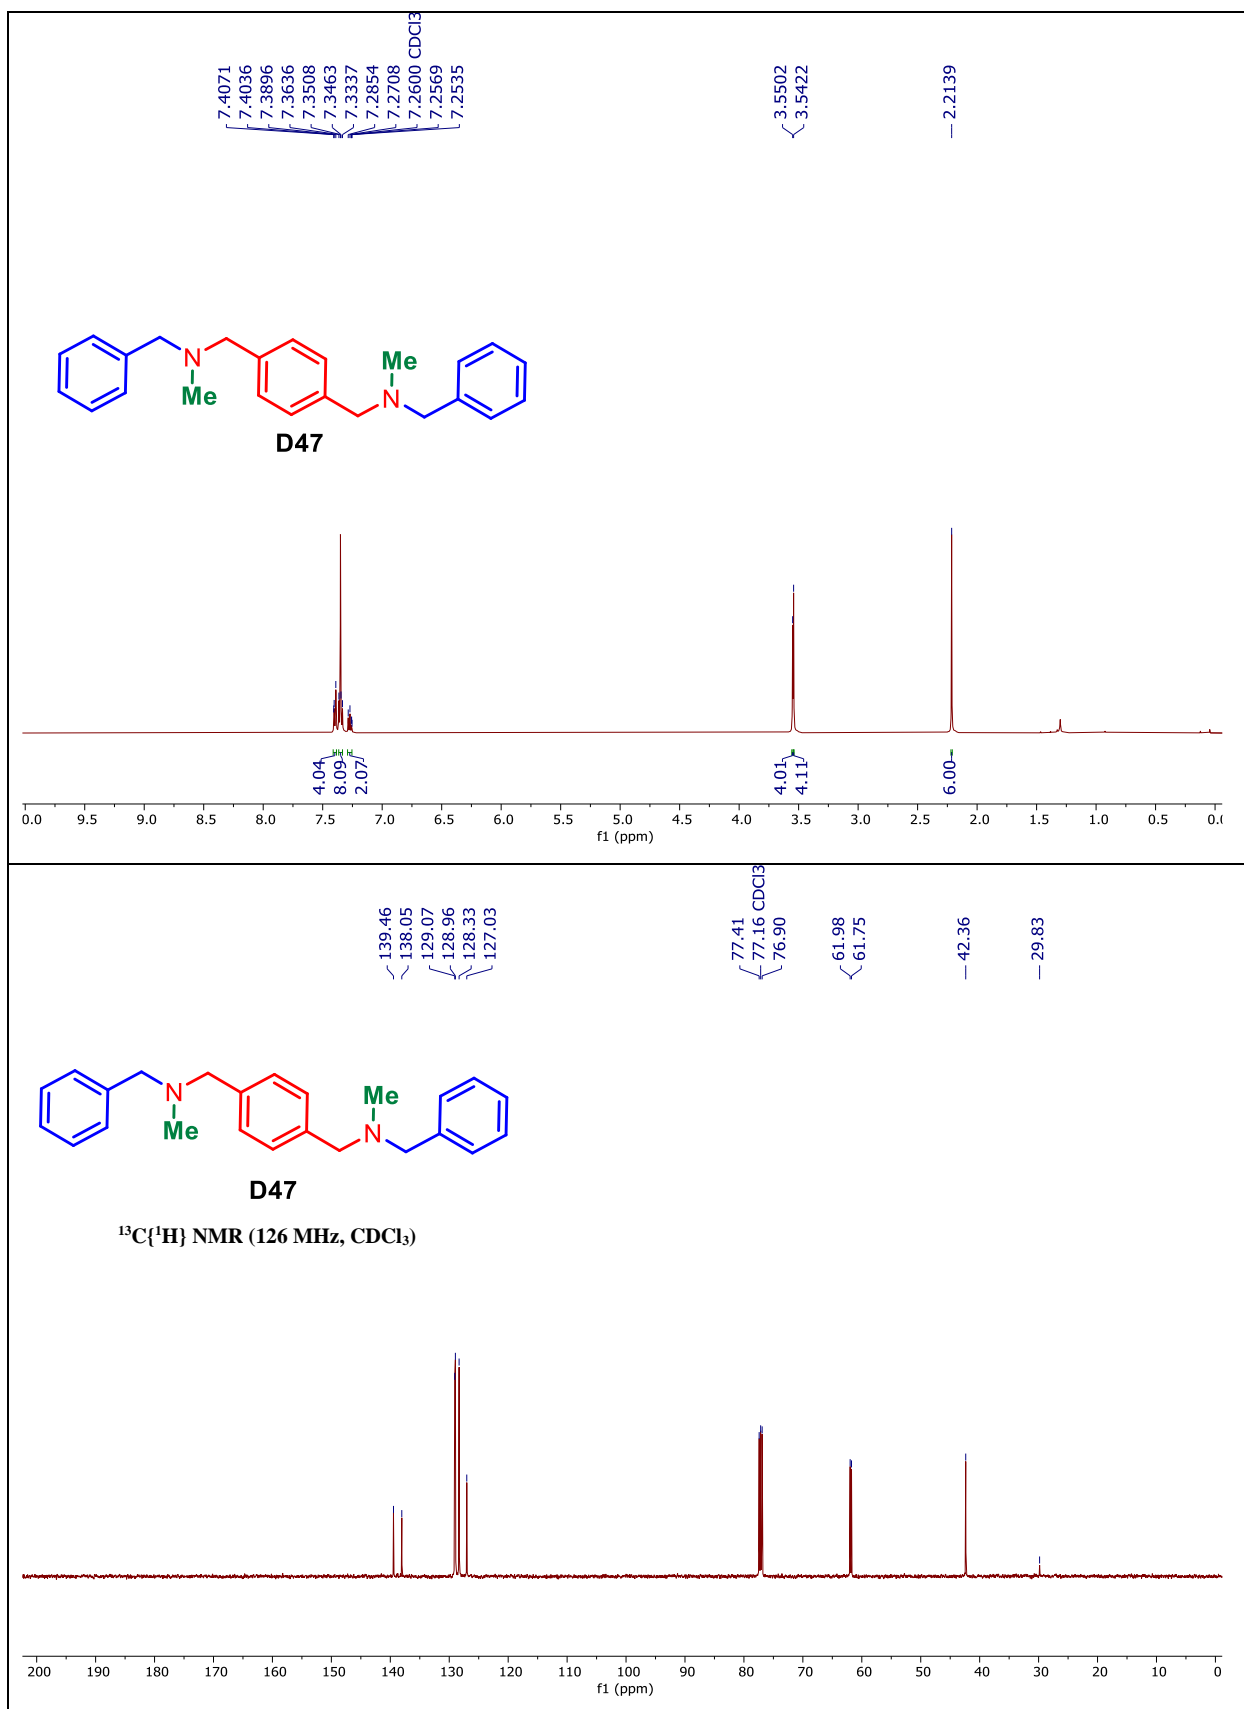 7.4071
7.4036
7.3896
7.3636
7.3508
7.3463
7.3337
7.2854
7.2708
7.2600 CDCl3
7.2569
7.2535
3.5502
3.5422
2.2139
N
Me
Me
N
D47
4.04
8.09
2.07
4.01
4.11
6.00
0.0 9.5 9.0 8.5 8.0 7.5 7.0 6.5 6.0 5.5 5.0 4.5 4.0 3.5 3.0 2.5 2.0 1.5 1.0 0.5 0.0
f1 (ppm)
139.46
138.05
129.07
128.96
128.33
127.03
77.41
77.16 CDCl3
76.90
61.98
61.75
42.36
29.83
N
Me
Me
N
D47
¹³C{¹H} NMR (126 MHz, CDCl₃)
200 190 180 170 160 150 140 130 120 110 100 90 80 70 60 50 40 30 20 10 0
f1 (ppm)